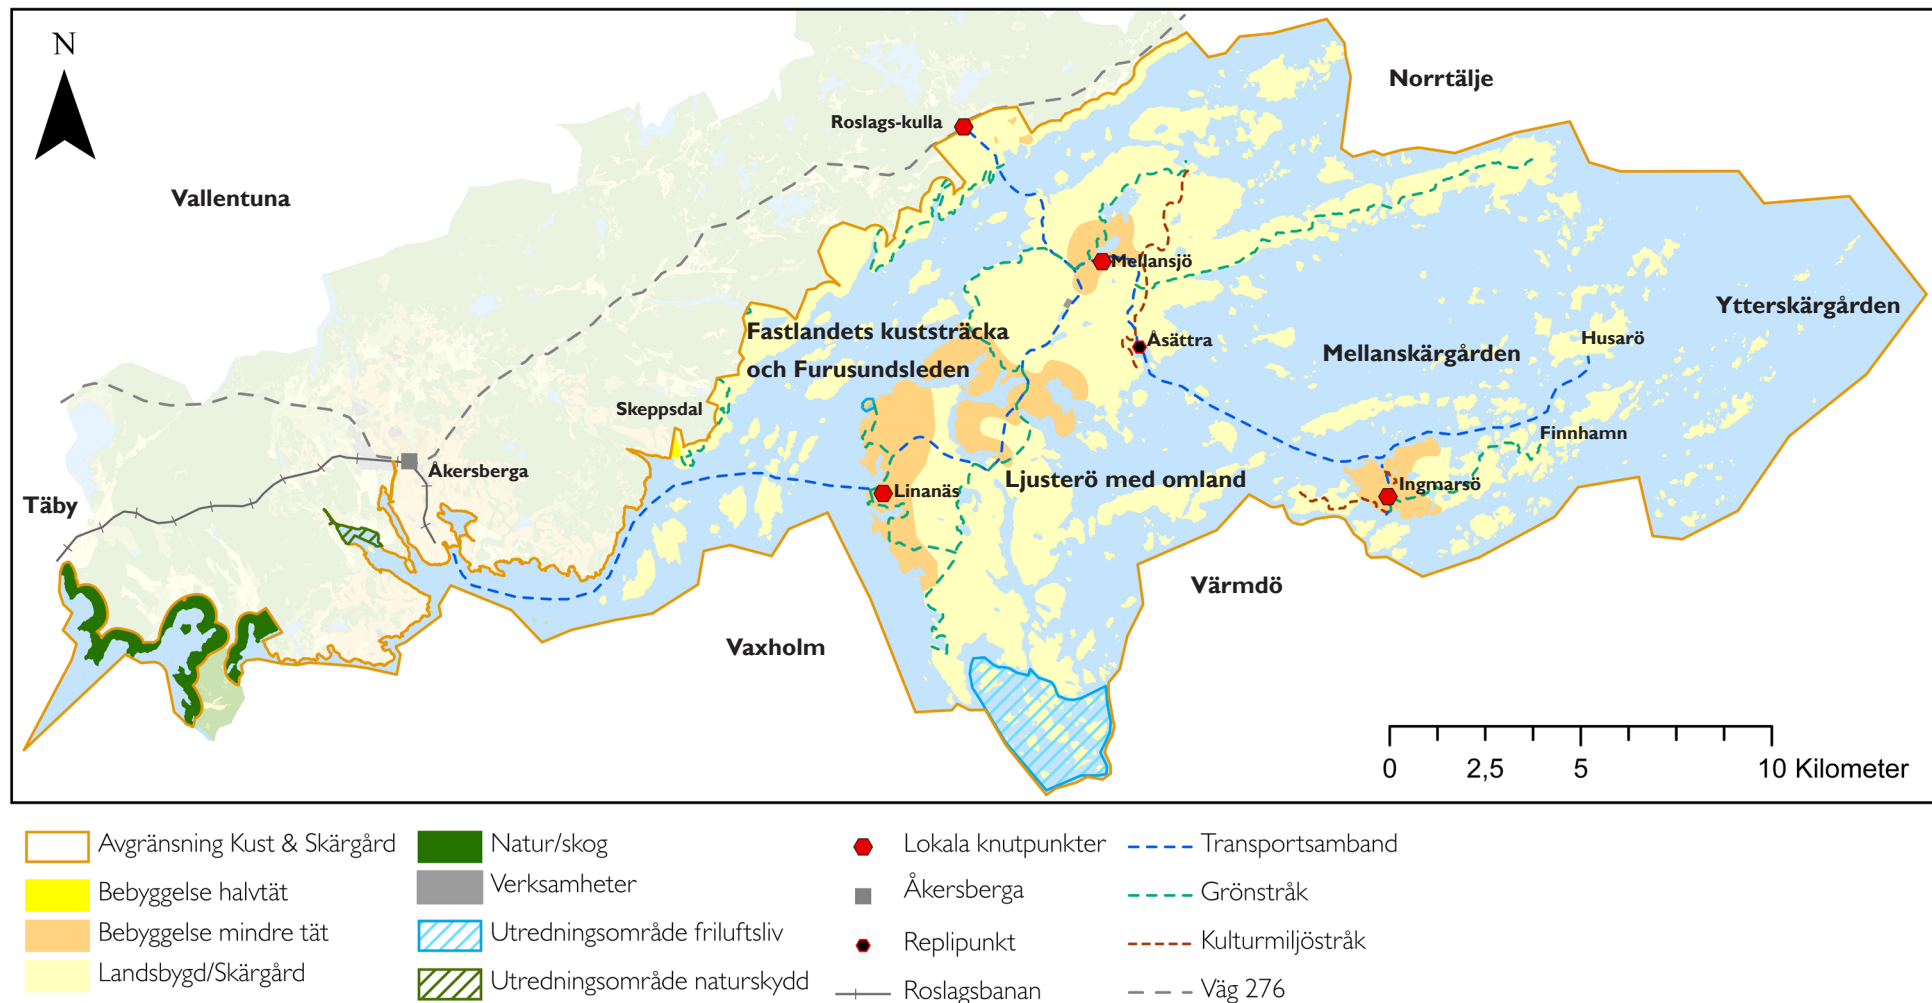 N
Norrtälje
Roslags-kulla
Vallentuna
Mellansjö
Ytterskärgården
Fastlandets kuststräcka
och Furusundsleden
Åsättra
Husarö
Mellanskärgården
Skeppsdal
Finnhamn
Åkersberga
Ljusterö med omland
Ingmarsö
Linanäs
Täby
Värmdö
Vaxholm
0 2,5 5 10 Kilometer
Avgränsning Kust & Skärgård
Bebyggelse halvtät
Bebyggelse mindre tät
Landsbygd/Skärgård
Natur/skog
Verksamheter
Utredningsområde friluftsliv
Utredningsområde naturskydd
Lokala knutpunkter
Åkersberga
Replipunkt
Roslagsbanan
Transportsamband
Grönstråk
Kulturmiljöstråk
Väg 276